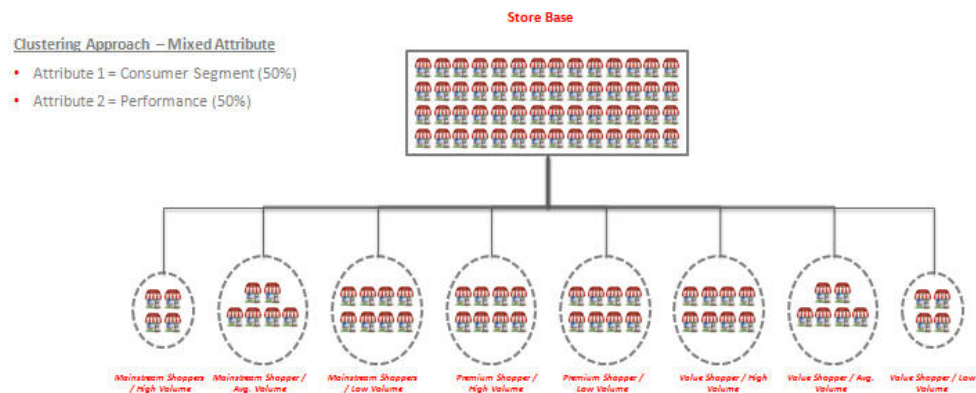 Store Base
Clustering Approach – Mixed Attribute
• Attribute 1 = Consumer Segment (50%)
• Attribute 2 = Performance (50%)
Mainstream Shoppers
/ High Volume
Mainstream Shopper /
Avg. Volume
Mainstream Shoppers
/ Low Volume
Premium Shopper /
High Volume
Premium Shopper /
Low Volume
Value Shopper / High
Volume
Value Shopper / Avg.
Volume
Value Shopper / Low
Volume